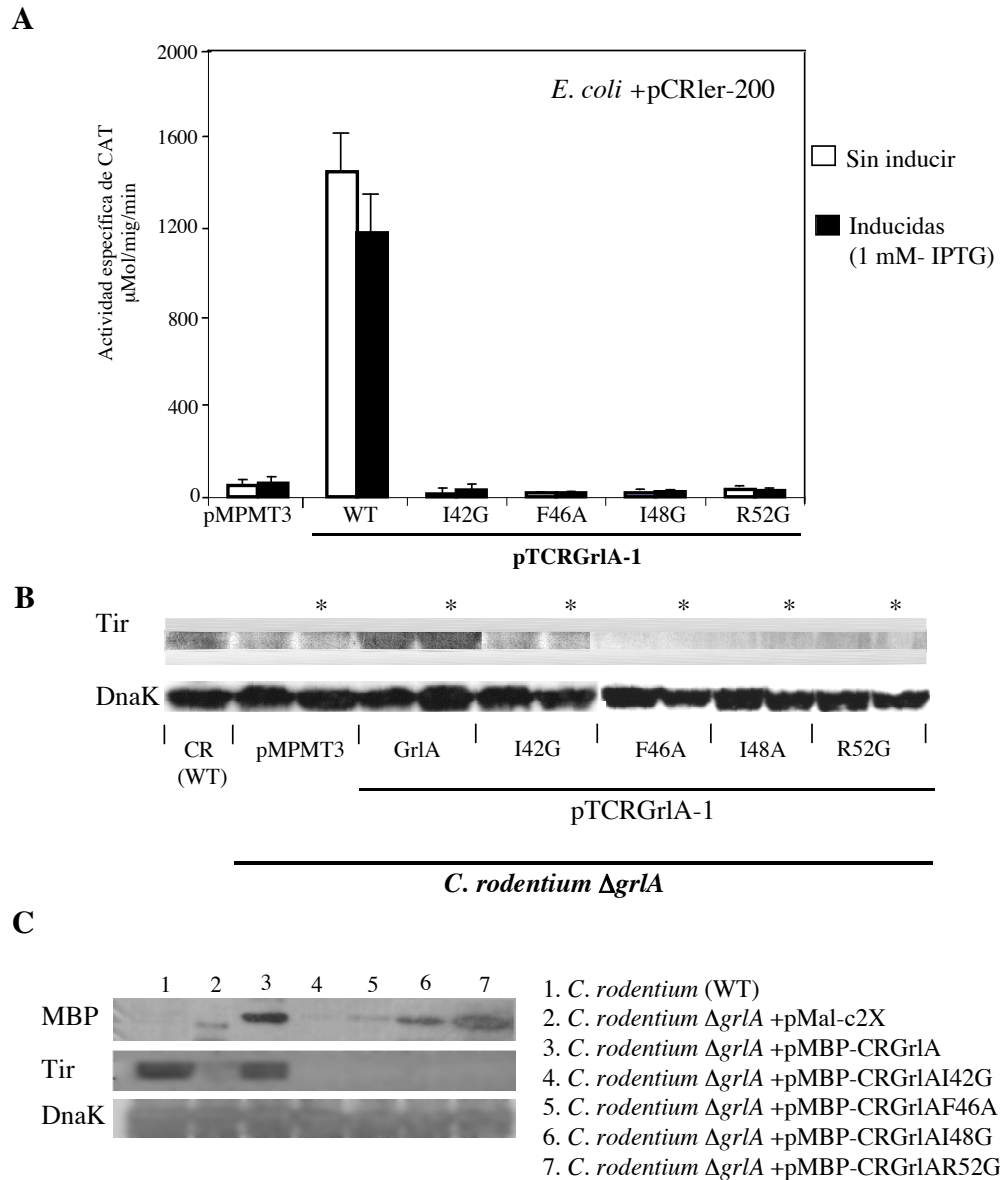 A
2000
1600
1200
800
400
0
Actividad específica de CAT
µMol/mig/min
E. coli +pCRler-200
Sin inducir
Inducidas
(1 mM- IPTG)
pMPMT3 WT I42G F46A I48G R52G
pTCRGrlA-1
B
* * * * * *
Tir
DnaK
CR
(WT)
pMPMT3 GrlA I42G F46A I48A R52G
pTCRGrlA-1
C. rodentium ΔgrlA
C
1 2 3 4 5 6 7
MBP
Tir
DnaK
1. C. rodentium (WT)
2. C. rodentium ΔgrlA +pMal-c2X
3. C. rodentium ΔgrlA +pMBP-CRGrlA
4. C. rodentium ΔgrlA +pMBP-CRGrlAI42G
5. C. rodentium ΔgrlA +pMBP-CRGrlAF46A
6. C. rodentium ΔgrlA +pMBP-CRGrlAI48G
7. C. rodentium ΔgrlA +pMBP-CRGrlAR52G